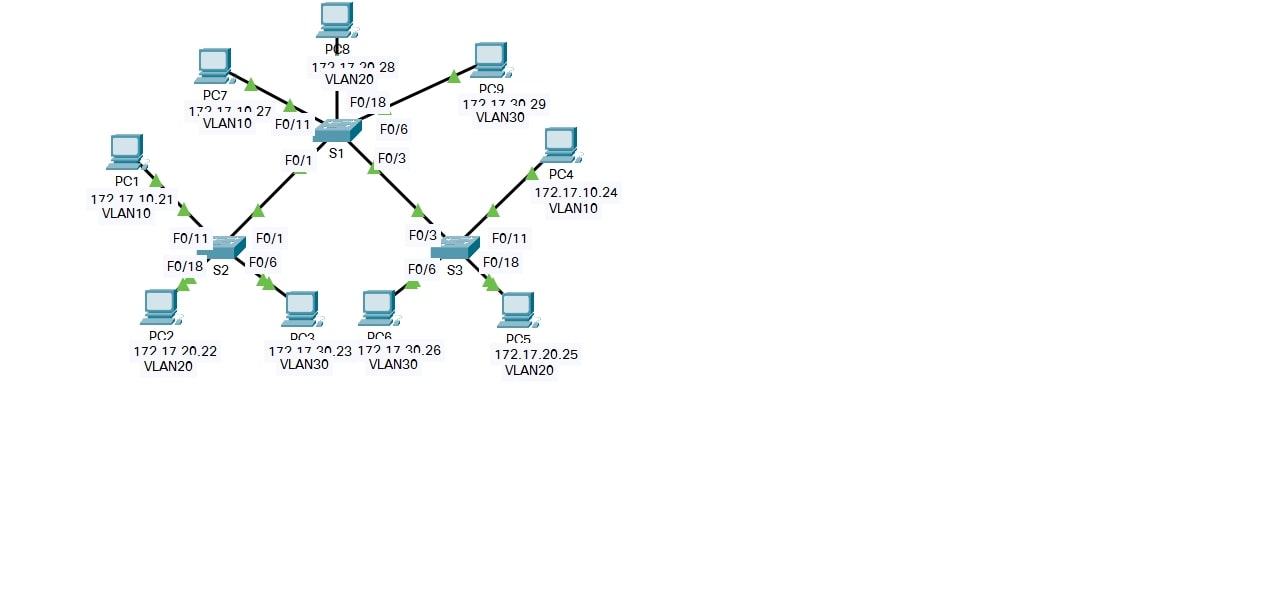 PC8
172.17.20.28
VLAN20
PC7
172.17.10.27
VLAN10
PC9
172.17.30.29
VLAN30
F0/18
F0/11
F0/6
S1
F0/1
F0/3
PC1
172.17.10.21
VLAN10
PC4
172.17.10.24
VLAN10
F0/11
F0/1
F0/18
S2
F0/6
F0/3
F0/11
F0/6
S3
F0/18
PC2
172.17.20.22
VLAN20
PC3
172.17.30.23
VLAN30
PC6
172.17.30.26
VLAN30
PC5
172.17.20.25
VLAN20